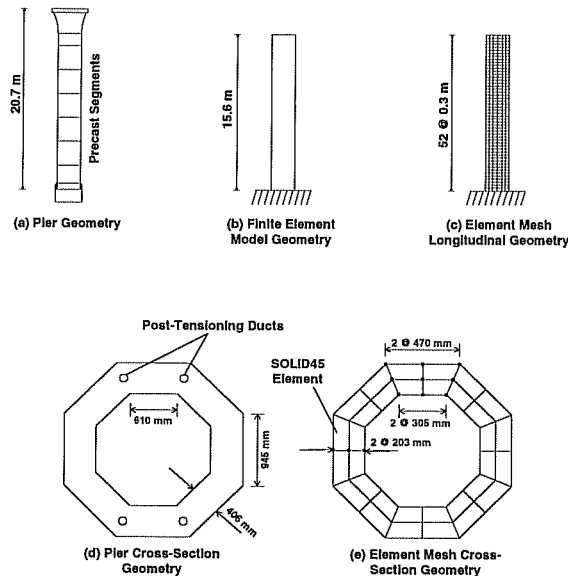 20.7 m
Precast Segments
(a) Pier Geometry
15.6 m
(b) Finite Element
Model Geometry
52 @ 0.3 m
(c) Element Mesh
Longitudinal Geometry
Post-Tensioning Ducts
610 mm
945 mm
406 mm
(d) Pier Cross-Section
Geometry
2 @ 470 mm
SOLID45
Element
2 @ 305 mm
2 @ 203 mm
(e) Element Mesh Cross-
Section Geometry